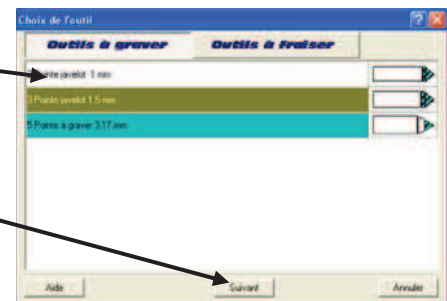 Choix de l'outil
Outils à graver Outils à Fraiser
Pointe javelot 1 mm
3 Pointe javelot 1,5 mm
5 Pointe à graver 3,17 mm
Aide Suivant Annuler